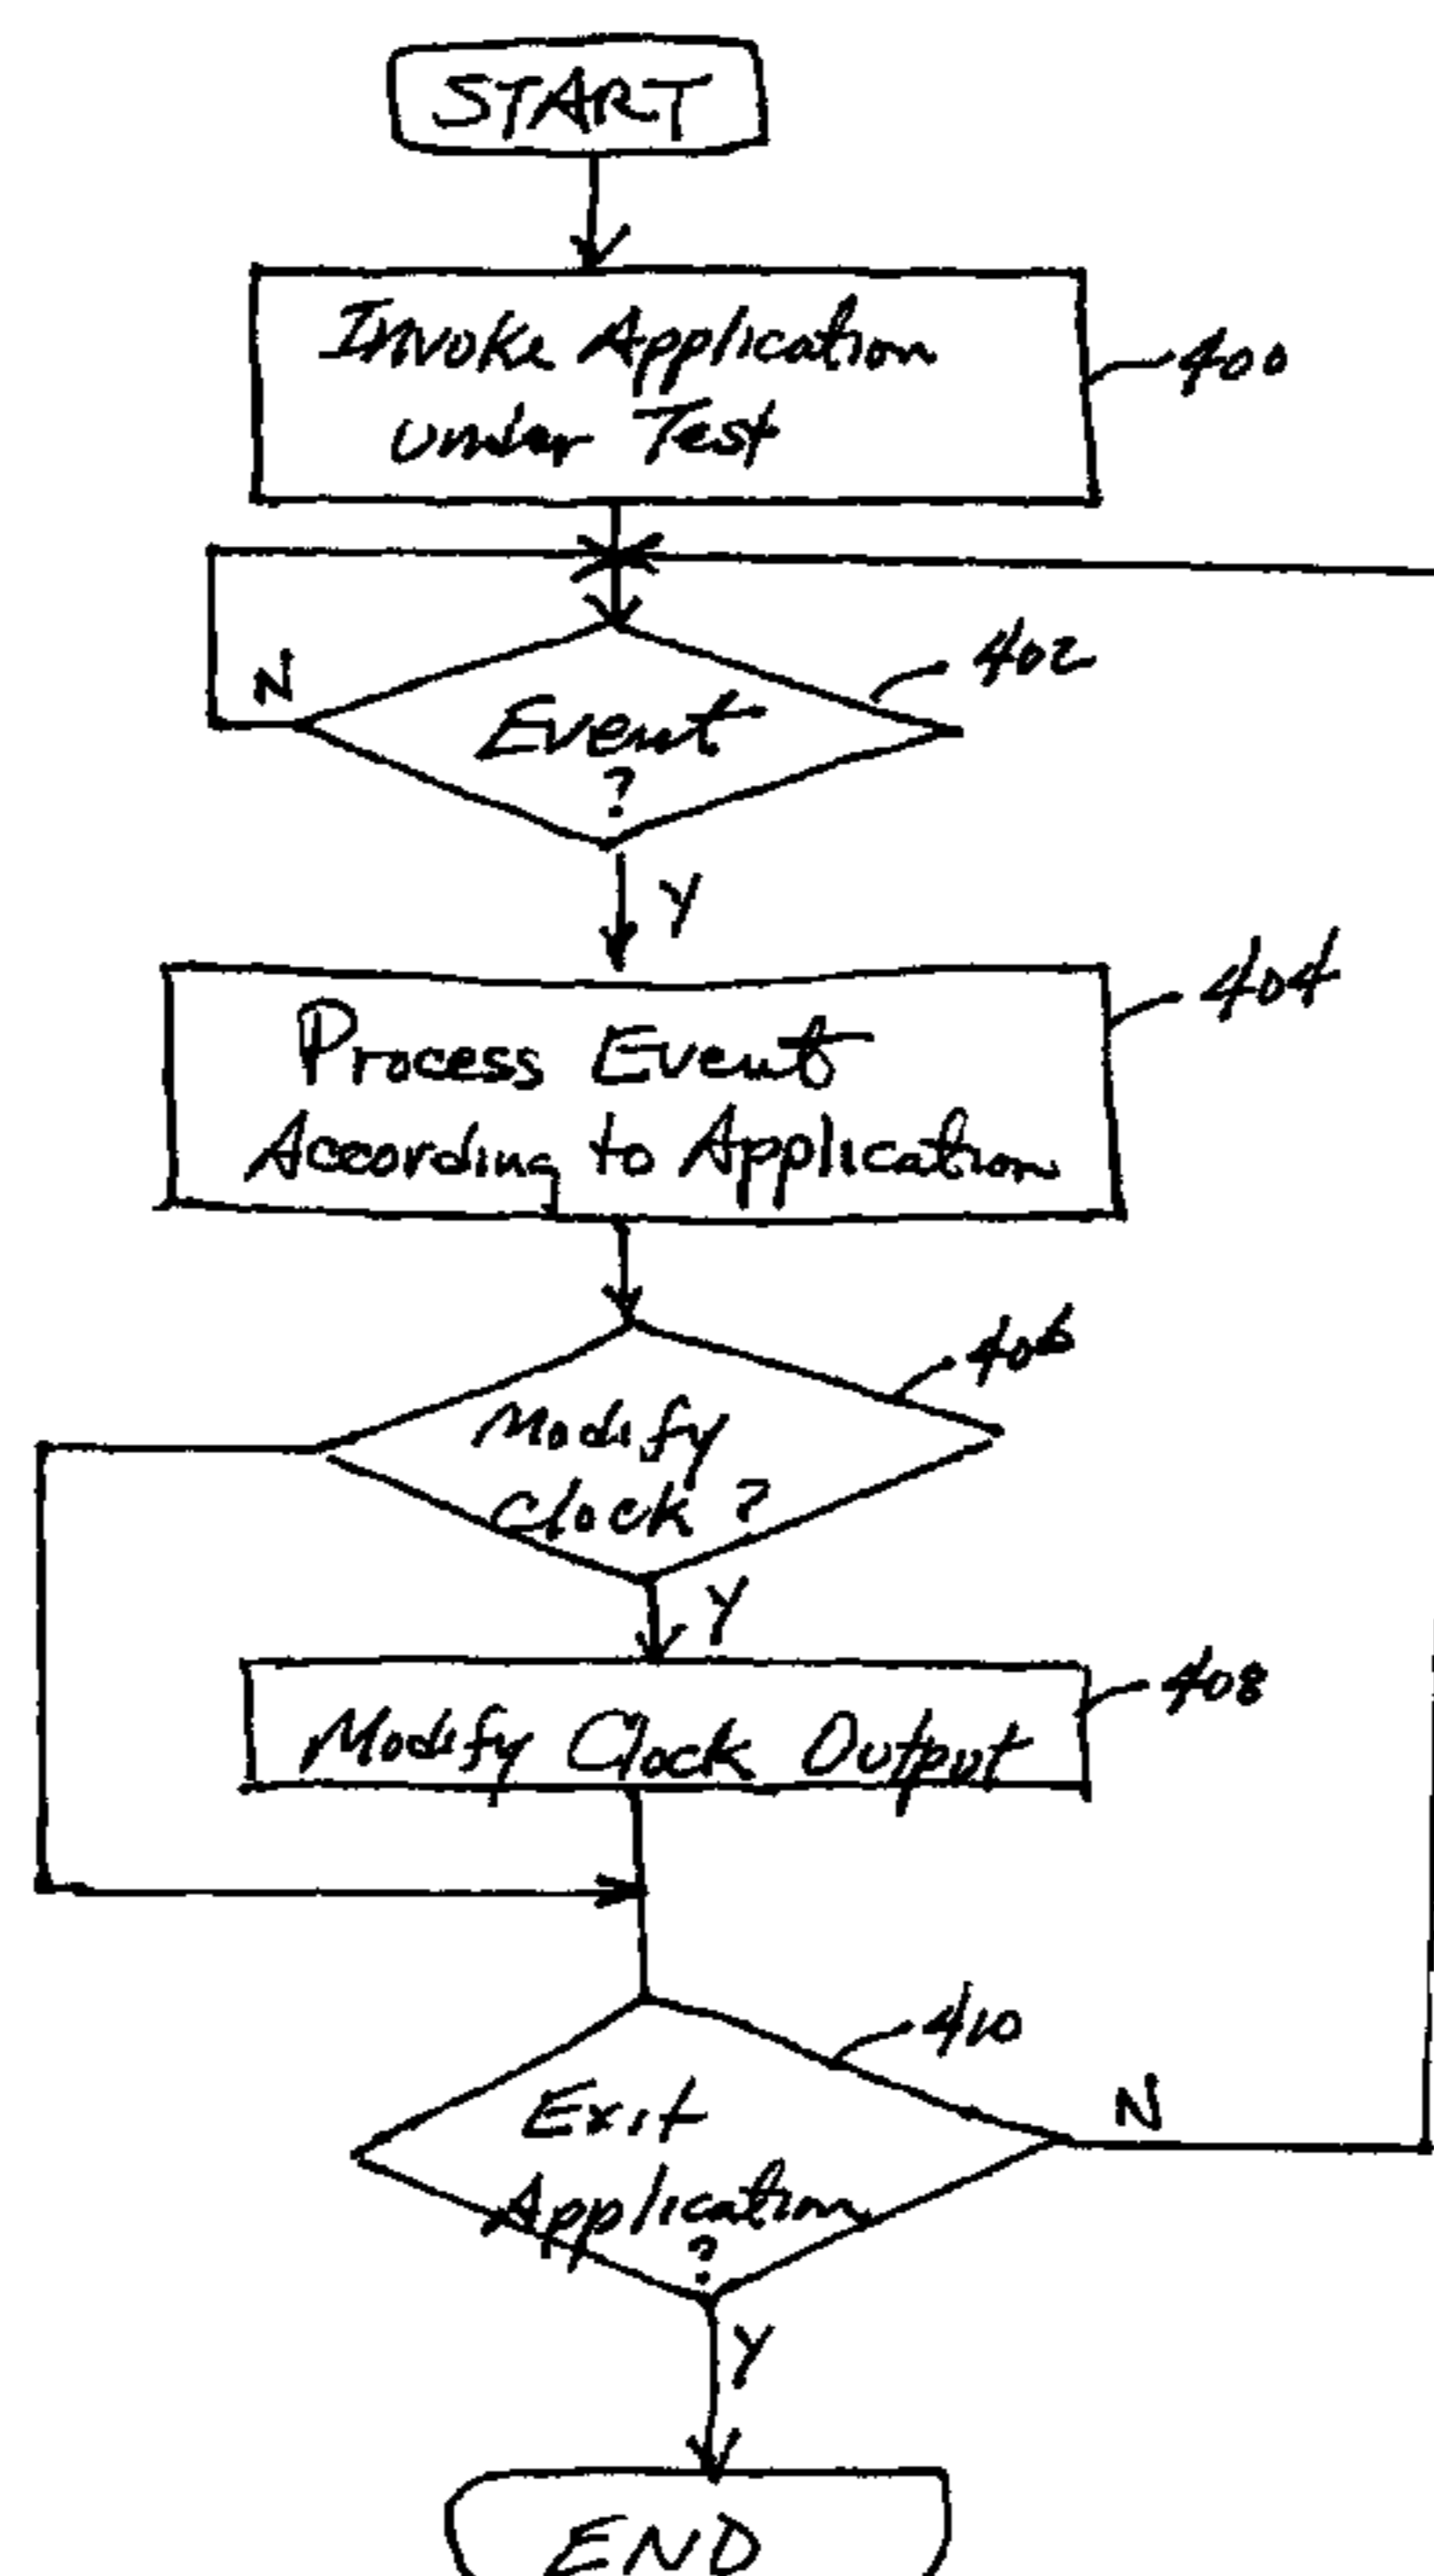 START
Invoke Application
under Test
400
402
N
Event
?
Y
404
Process Event
According to Application
406
Modify
Clock ?
Y
408
Modify Clock Output
410
Exit
Application
?
N
Y
END